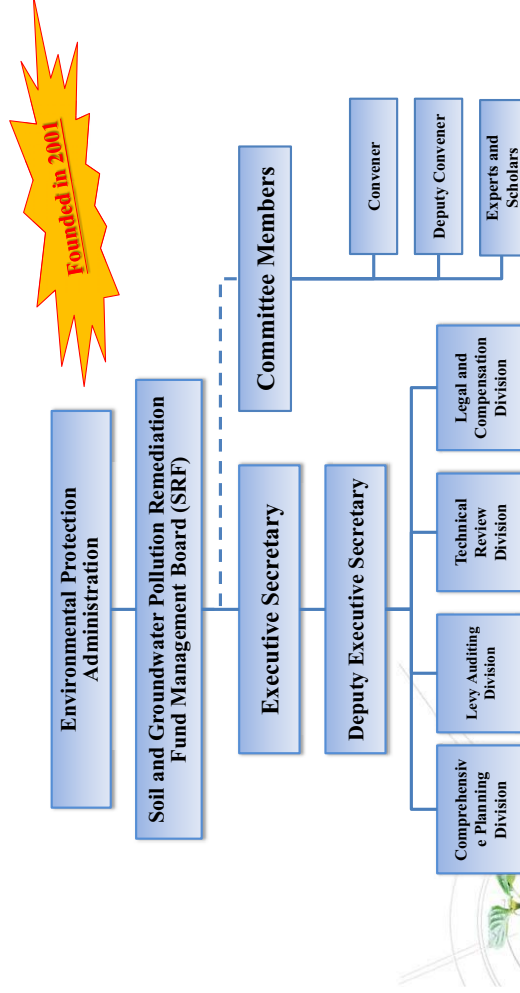 Founded in 2001
Environmental Protection
Administration
Soil and Groundwater Pollution Remediation
Fund Management Board (SRF)
Executive Secretary
Committee Members
Deputy Executive Secretary
Convener
Deputy Convener
Experts and
Scholars
Comprehensiv
e Planning
Division
Levy Auditing
Division
Technical
Review
Division
Legal and
Compensation
Division